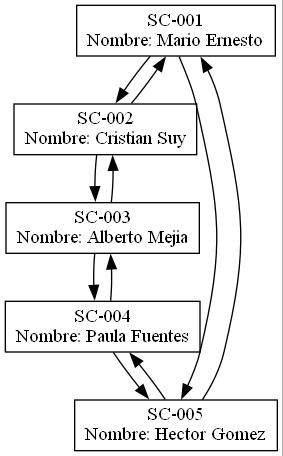 SC-001
Nombre: Mario Ernesto
SC-002
Nombre: Cristian Suy
SC-003
Nombre: Alberto Mejia
SC-004
Nombre: Paula Fuentes
SC-005
Nombre: Hector Gomez